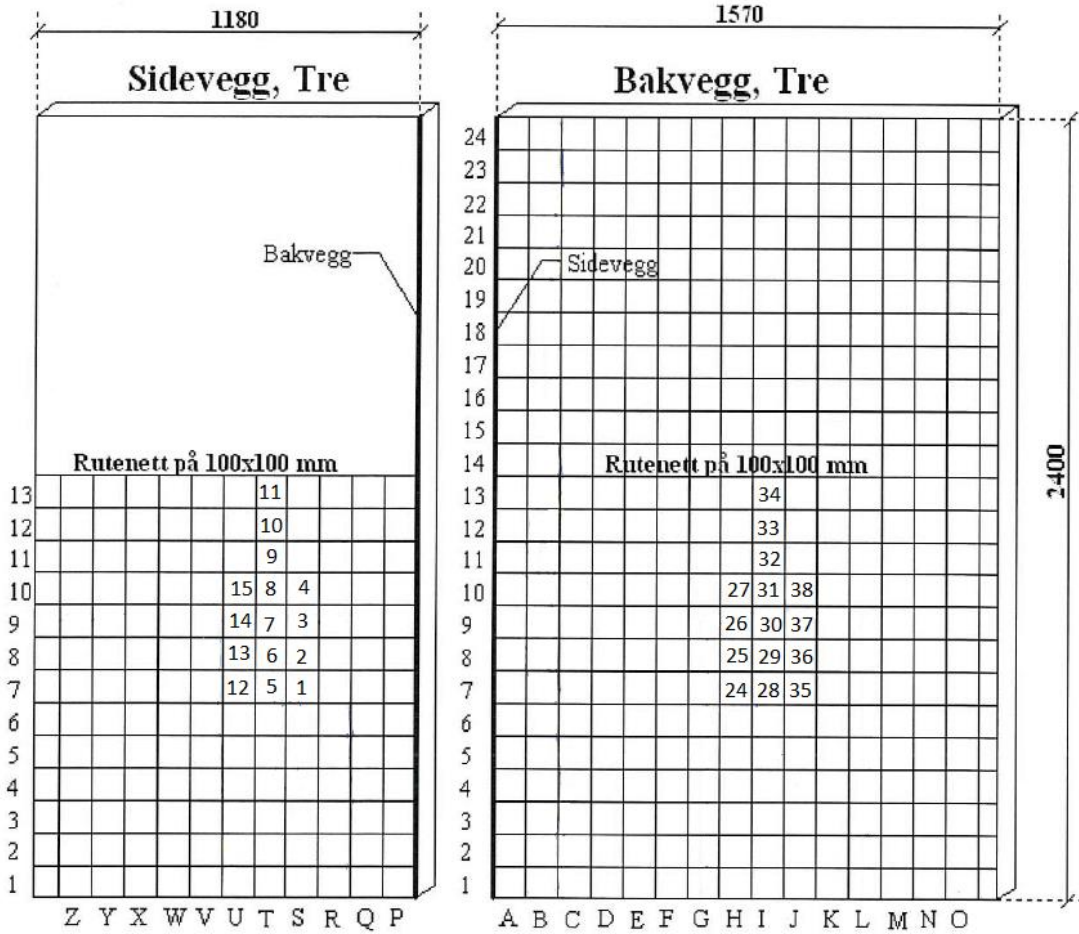 1180
1570
Sidevegg, Tre
Bakvegg, Tre
24
23
22
21
Bakvegg
20
Sidevegg
19
18
17
16
15
Rutenett på 100x100 mm
14
Rutenett på 100x100 mm
2400
13
11
13
34
12
10
12
33
11
9
11
32
10
15 8 4
10
27 31 38
9
14 7 3
9
26 30 37
8
13 6 2
8
25 29 36
7
12 5 1
7
24 28 35
6
6
5
5
4
4
3
3
2
2
1
1
Z Y X W V U T S R Q P
A B C D E F G H I J K L M N O